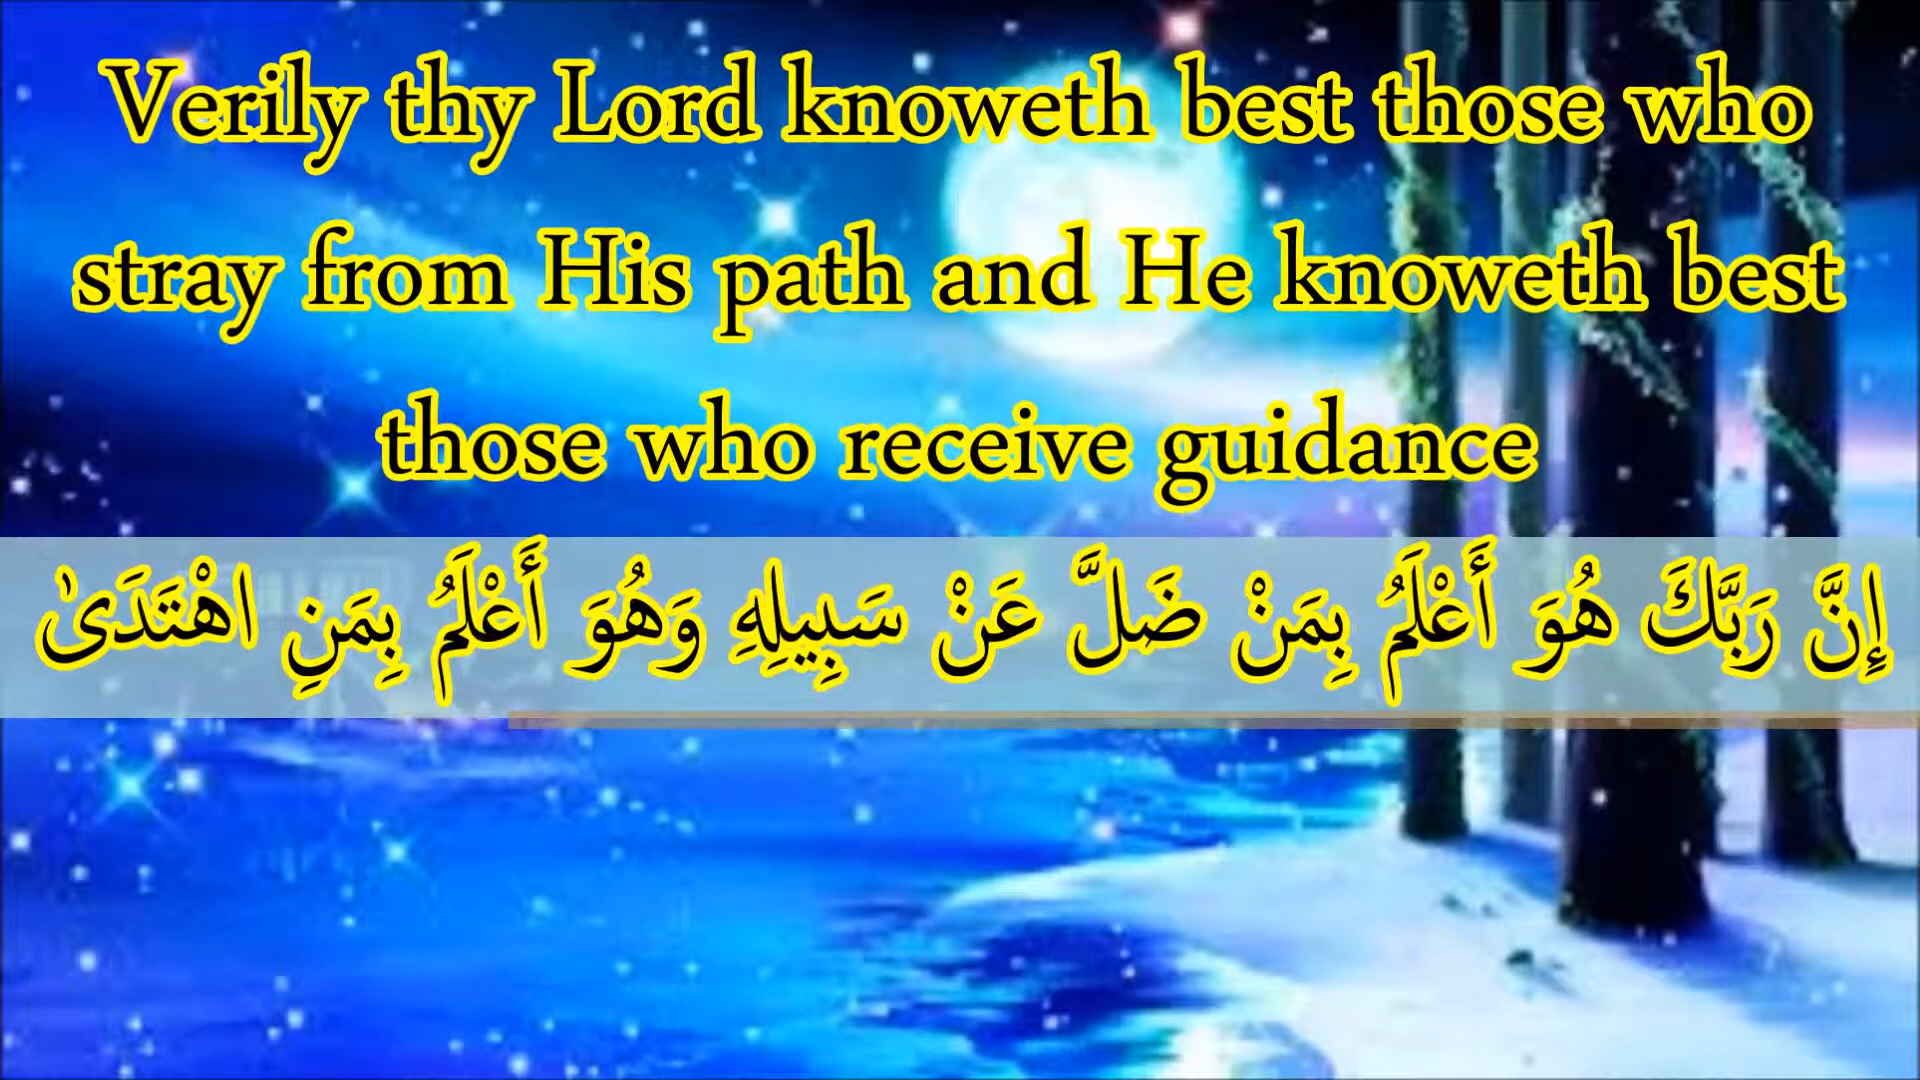 Verily thy Lord knoweth best those who
stray from His path and He knoweth best
those who receive guidance
إِنَّ رَبَّكَ هُوَ أَعْلَمُ بِمَنْ ضَلَّ عَنْ سَبِيلِهِ وَهُوَ أَعْلَمُ بِمَنِ اهْتَدَىٰ